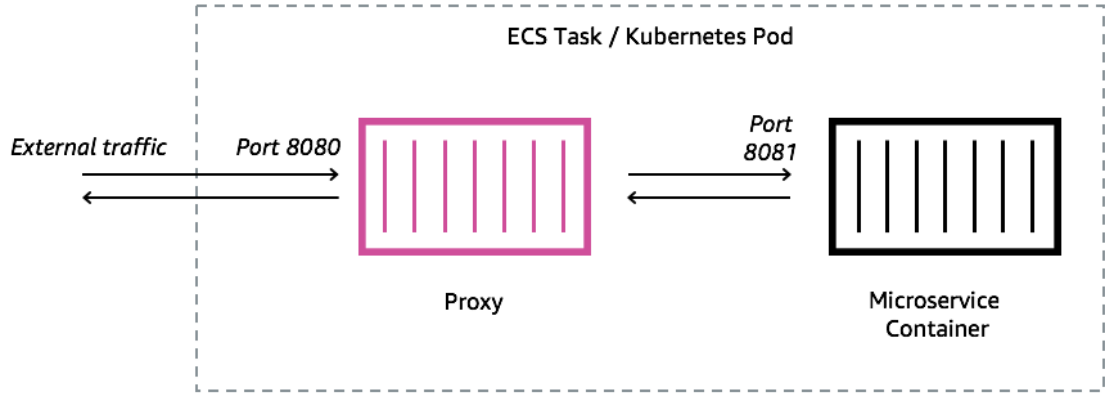 ECS Task / Kubernetes Pod
External traffic
Port 8080
Port
8081
Proxy
Microservice
Container